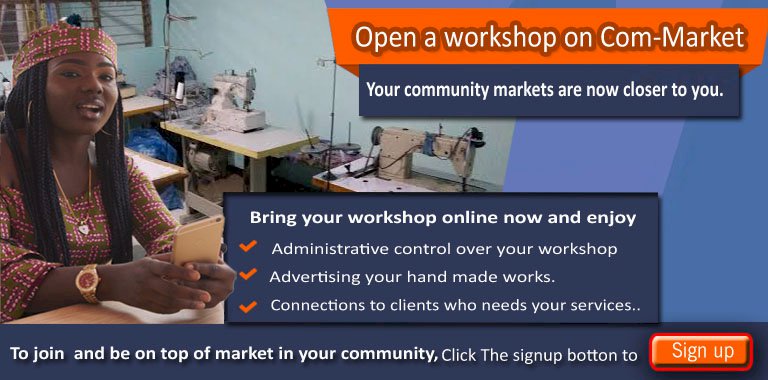 Open a workshop on Com-Market
Your community markets are now closer to you.
Bring your workshop online now and enjoy
Administrative control over your workshop
Advertising your hand made works.
Connections to clients who needs your services..
To join and be on top of market in your community, Click The signup botton to
Sign up